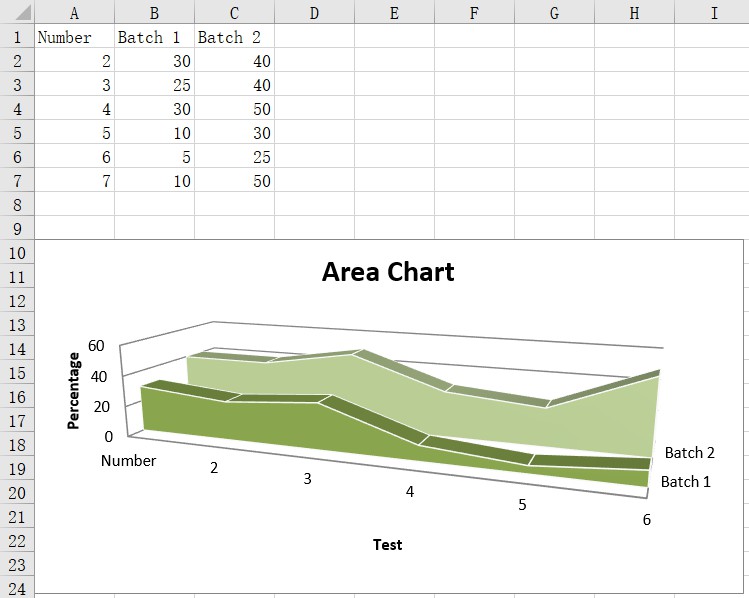 A B C D E F G H I
1 Number Batch 1 Batch 2
2 2 30 40
3 3 25 40
4 4 30 50
5 5 10 30
6 6 5 25
7 7 10 50
8
9
10
11
12
13
14
15
16
17
18
19
20
21
22
23
24
Area Chart
Percentage
60
40
20
0
Number 2 3 4 5 6
Batch 2
Batch 1
Test